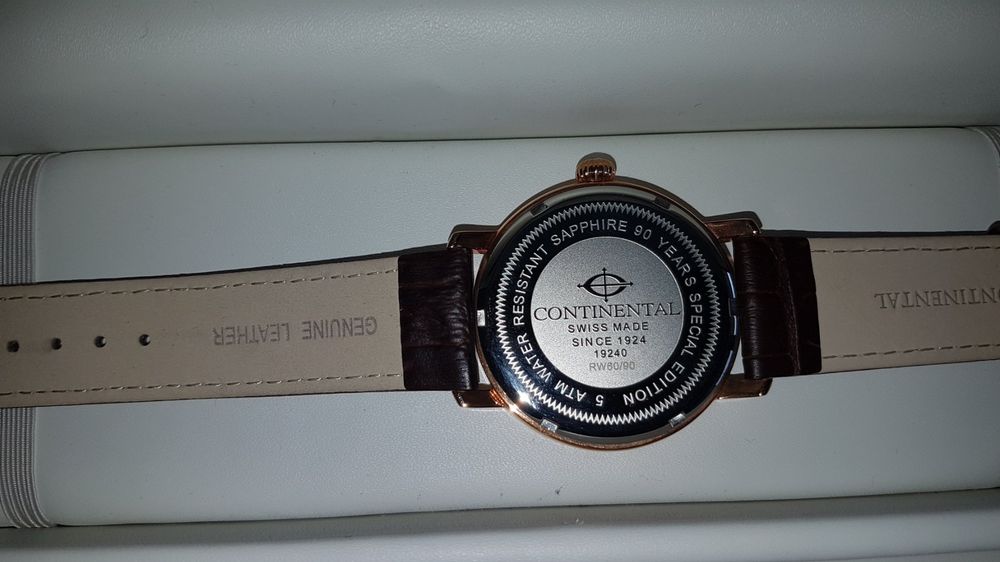 5 ATM WATER RESISTANT SAPPHIRE 90 YEARS SPECIAL EDITION
CONTINENTAL
SWISS MADE
SINCE 1924
19240
RW60/90
GENUINE LEATHER
CONTINENTAL